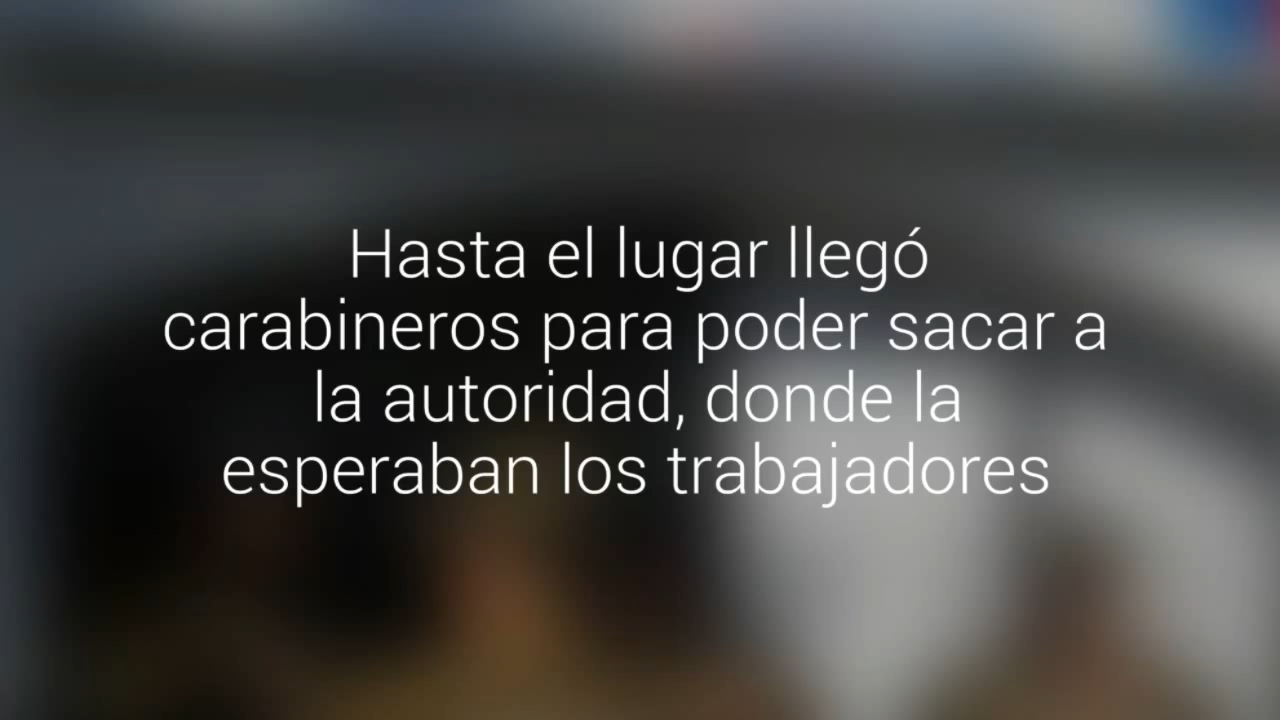 Hasta el lugar llegó
carabineros para poder sacar a
la autoridad, donde la
esperaban los trabajadores